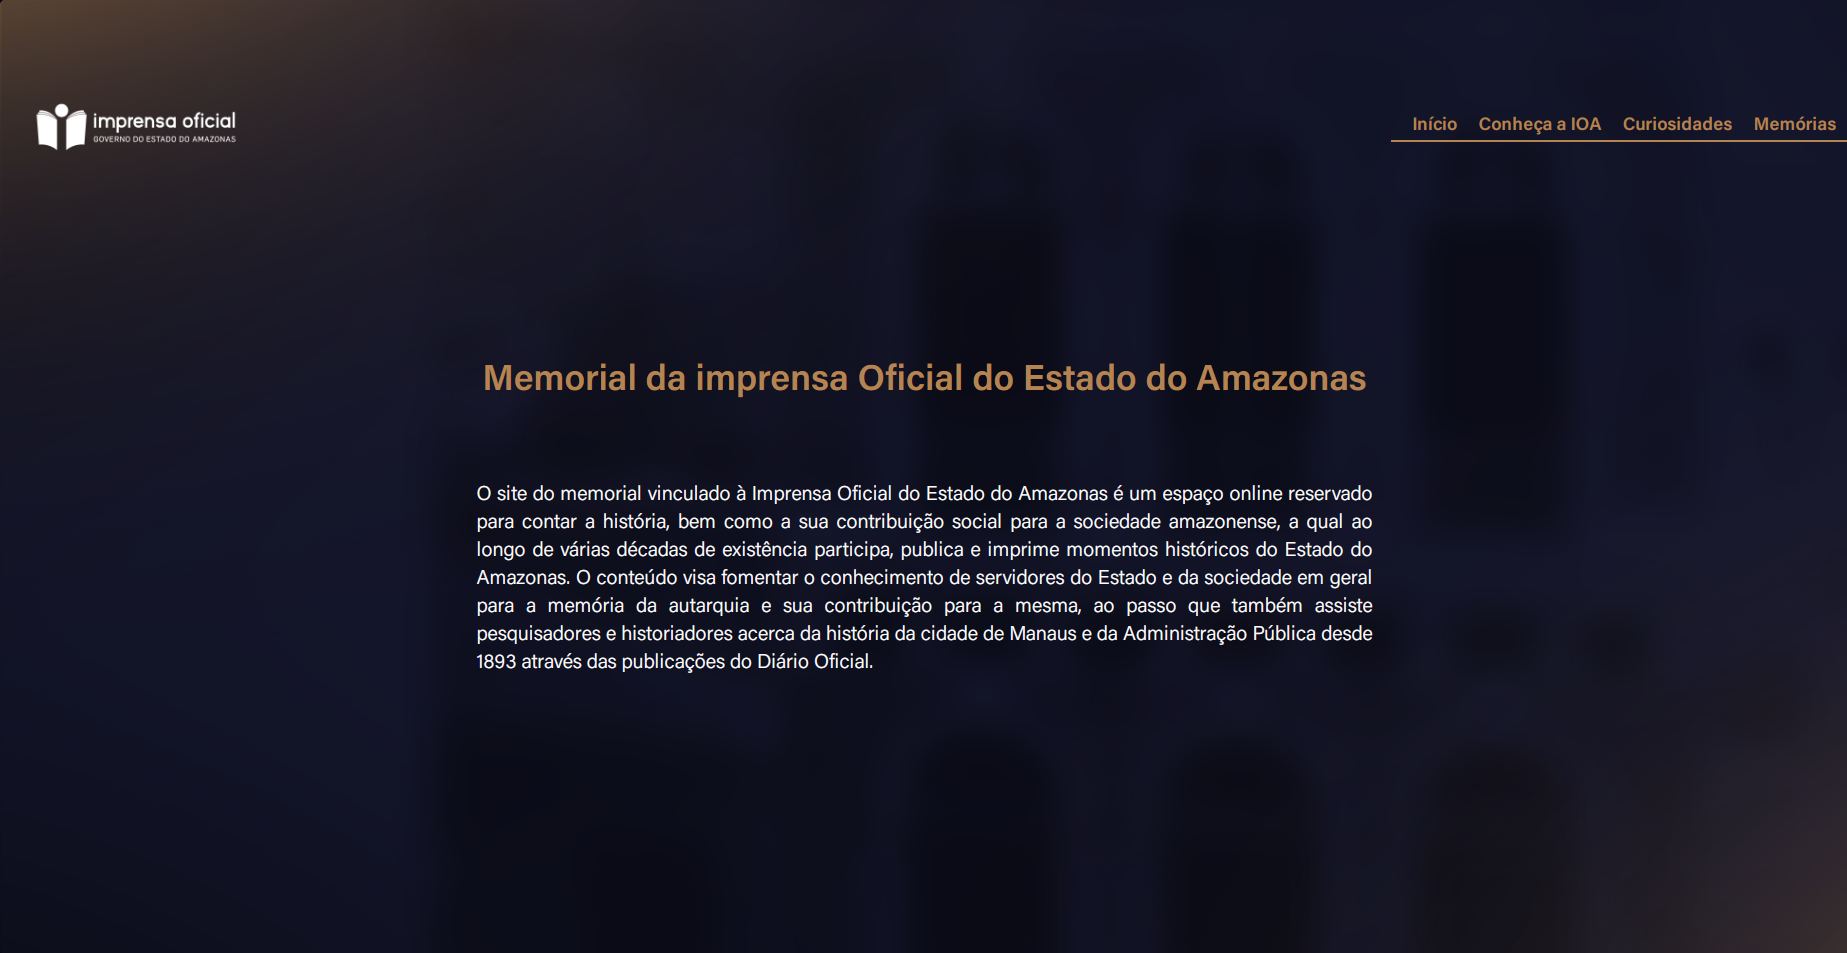 imprensa oficial
GOVERNO DO ESTADO DO AMAZONAS
Início Conheça a IOA Curiosidades Memórias
Memorial da imprensa Oficial do Estado do Amazonas
O site do memorial vinculado à Imprensa Oficial do Estado do Amazonas é um espaço online reservado
para contar a história, bem como a sua contribuição social para a sociedade amazonense, a qual ao
longo de várias décadas de existência participa, publica e imprime momentos históricos do Estado do
Amazonas. O conteúdo visa fomentar o conhecimento de servidores do Estado e da sociedade em geral
para a memória da autarquia e sua contribuição para a mesma, ao passo que também assiste
pesquisadores e historiadores acerca da história da cidade de Manaus e da Administração Pública desde
1893 através das publicações do Diário Oficial.